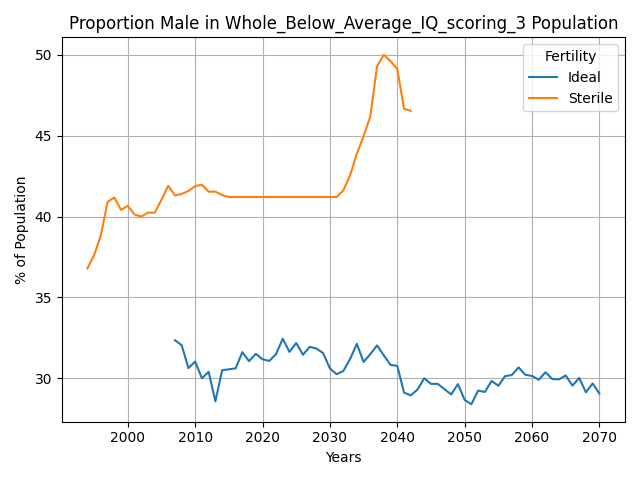 Proportion Male in Whole_Below_Average_IQ_scoring_3 Population
Fertility
Ideal
Sterile
% of Population
50
45
40
35
30
2000 2010 2020 2030 2040 2050 2060 2070
Years